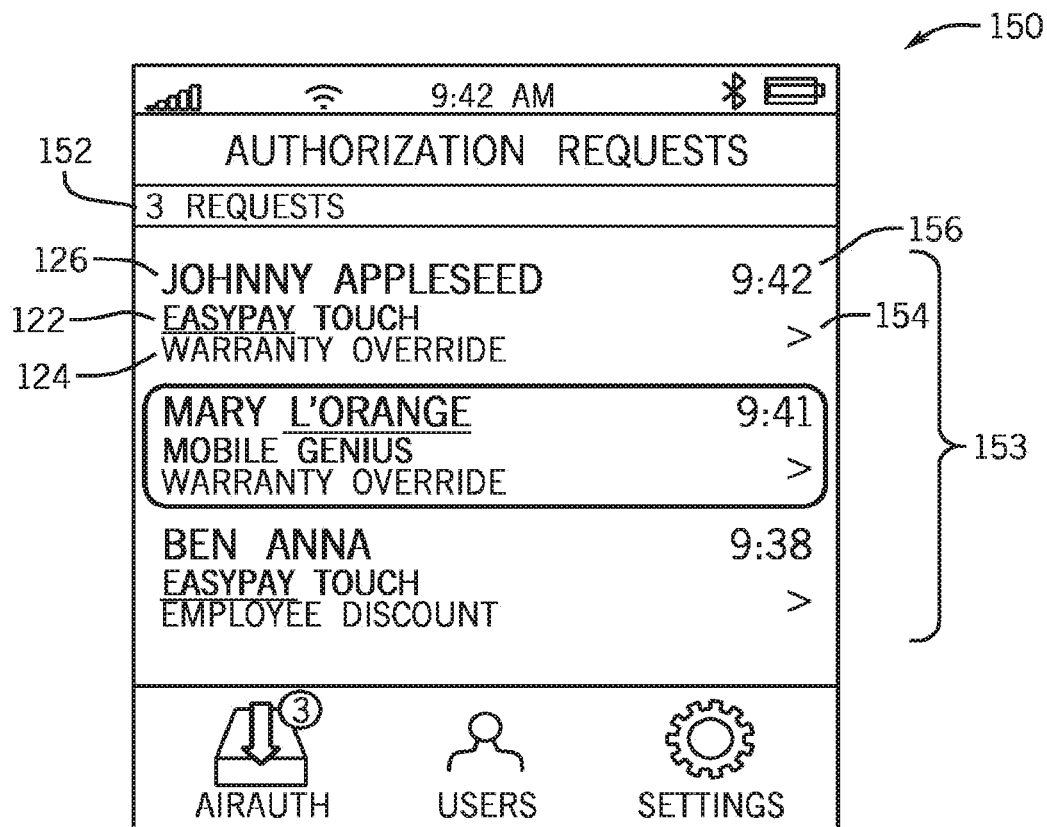 150
9:42 AM
152
AUTHORIZATION REQUESTS
3 REQUESTS
126
JOHNNY APPLESEED 9:42
156
122
EASYPAY TOUCH
> 154
124
WARRANTY OVERRIDE
MARY L'ORANGE 9:41
MOBILE GENIUS
153
WARRANTY OVERRIDE >
BEN ANNA 9:38
EASYPAY TOUCH
EMPLOYEE DISCOUNT >
3
AIRAUTH USERS SETTINGS